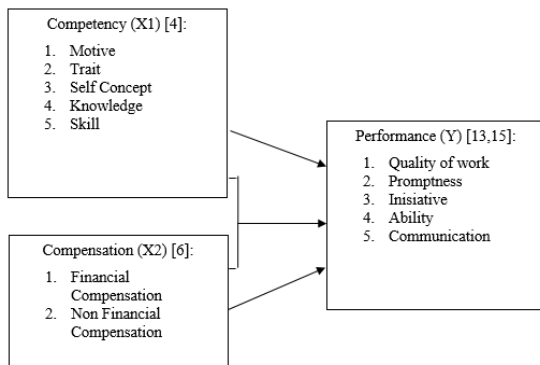 Competency (X1) [4]:
1. Motive
2. Trait
3. Self Concept
4. Knowledge
5. Skill
Compensation (X2) [6]:
1. Financial
Compensation
2. Non Financial
Compensation
Performance (Y) [13,15]:
1. Quality of work
2. Promptness
3. Inisiative
4. Ability
5. Communication